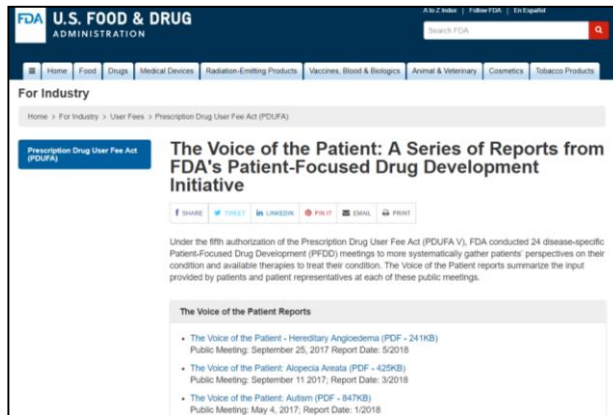 A to Z Index | Follow FDA | En Español
FDA U.S. FOOD & DRUG
ADMINISTRATION
Search FDA
Home Food Drugs Medical Devices Radiation-Emitting Products Vaccines, Blood & Biologics Animal & Veterinary Cosmetics Tobacco Products
For Industry
Home > For Industry > User Fees > Prescription Drug User Fee Act (PDUFA)
Prescription Drug User Fee Act
(PDUFA)
The Voice of the Patient: A Series of Reports from
FDA's Patient-Focused Drug Development
Initiative
f SHARE TWEET in LINKEDIN PIN IT EMAIL PRINT
Under the fifth authorization of the Prescription Drug User Fee Act (PDUFA V), FDA conducted 24 disease-specific
Patient-Focused Drug Development (PFDD) meetings to more systematically gather patients' perspectives on their
condition and available therapies to treat their condition. The Voice of the Patient reports summarize the input
provided by patients and patient representatives at each of these public meetings.
The Voice of the Patient Reports
• The Voice of the Patient - Hereditary Angioedema (PDF - 241KB)
Public Meeting: September 25, 2017 Report Date: 5/2018
• The Voice of the Patient: Alopecia Areata (PDF - 425KB)
Public Meeting: September 11 2017; Report Date: 3/2018
• The Voice of the Patient: Autism (PDF - 647KB)
Public Meeting: May 4, 2017; Report Date: 1/2018